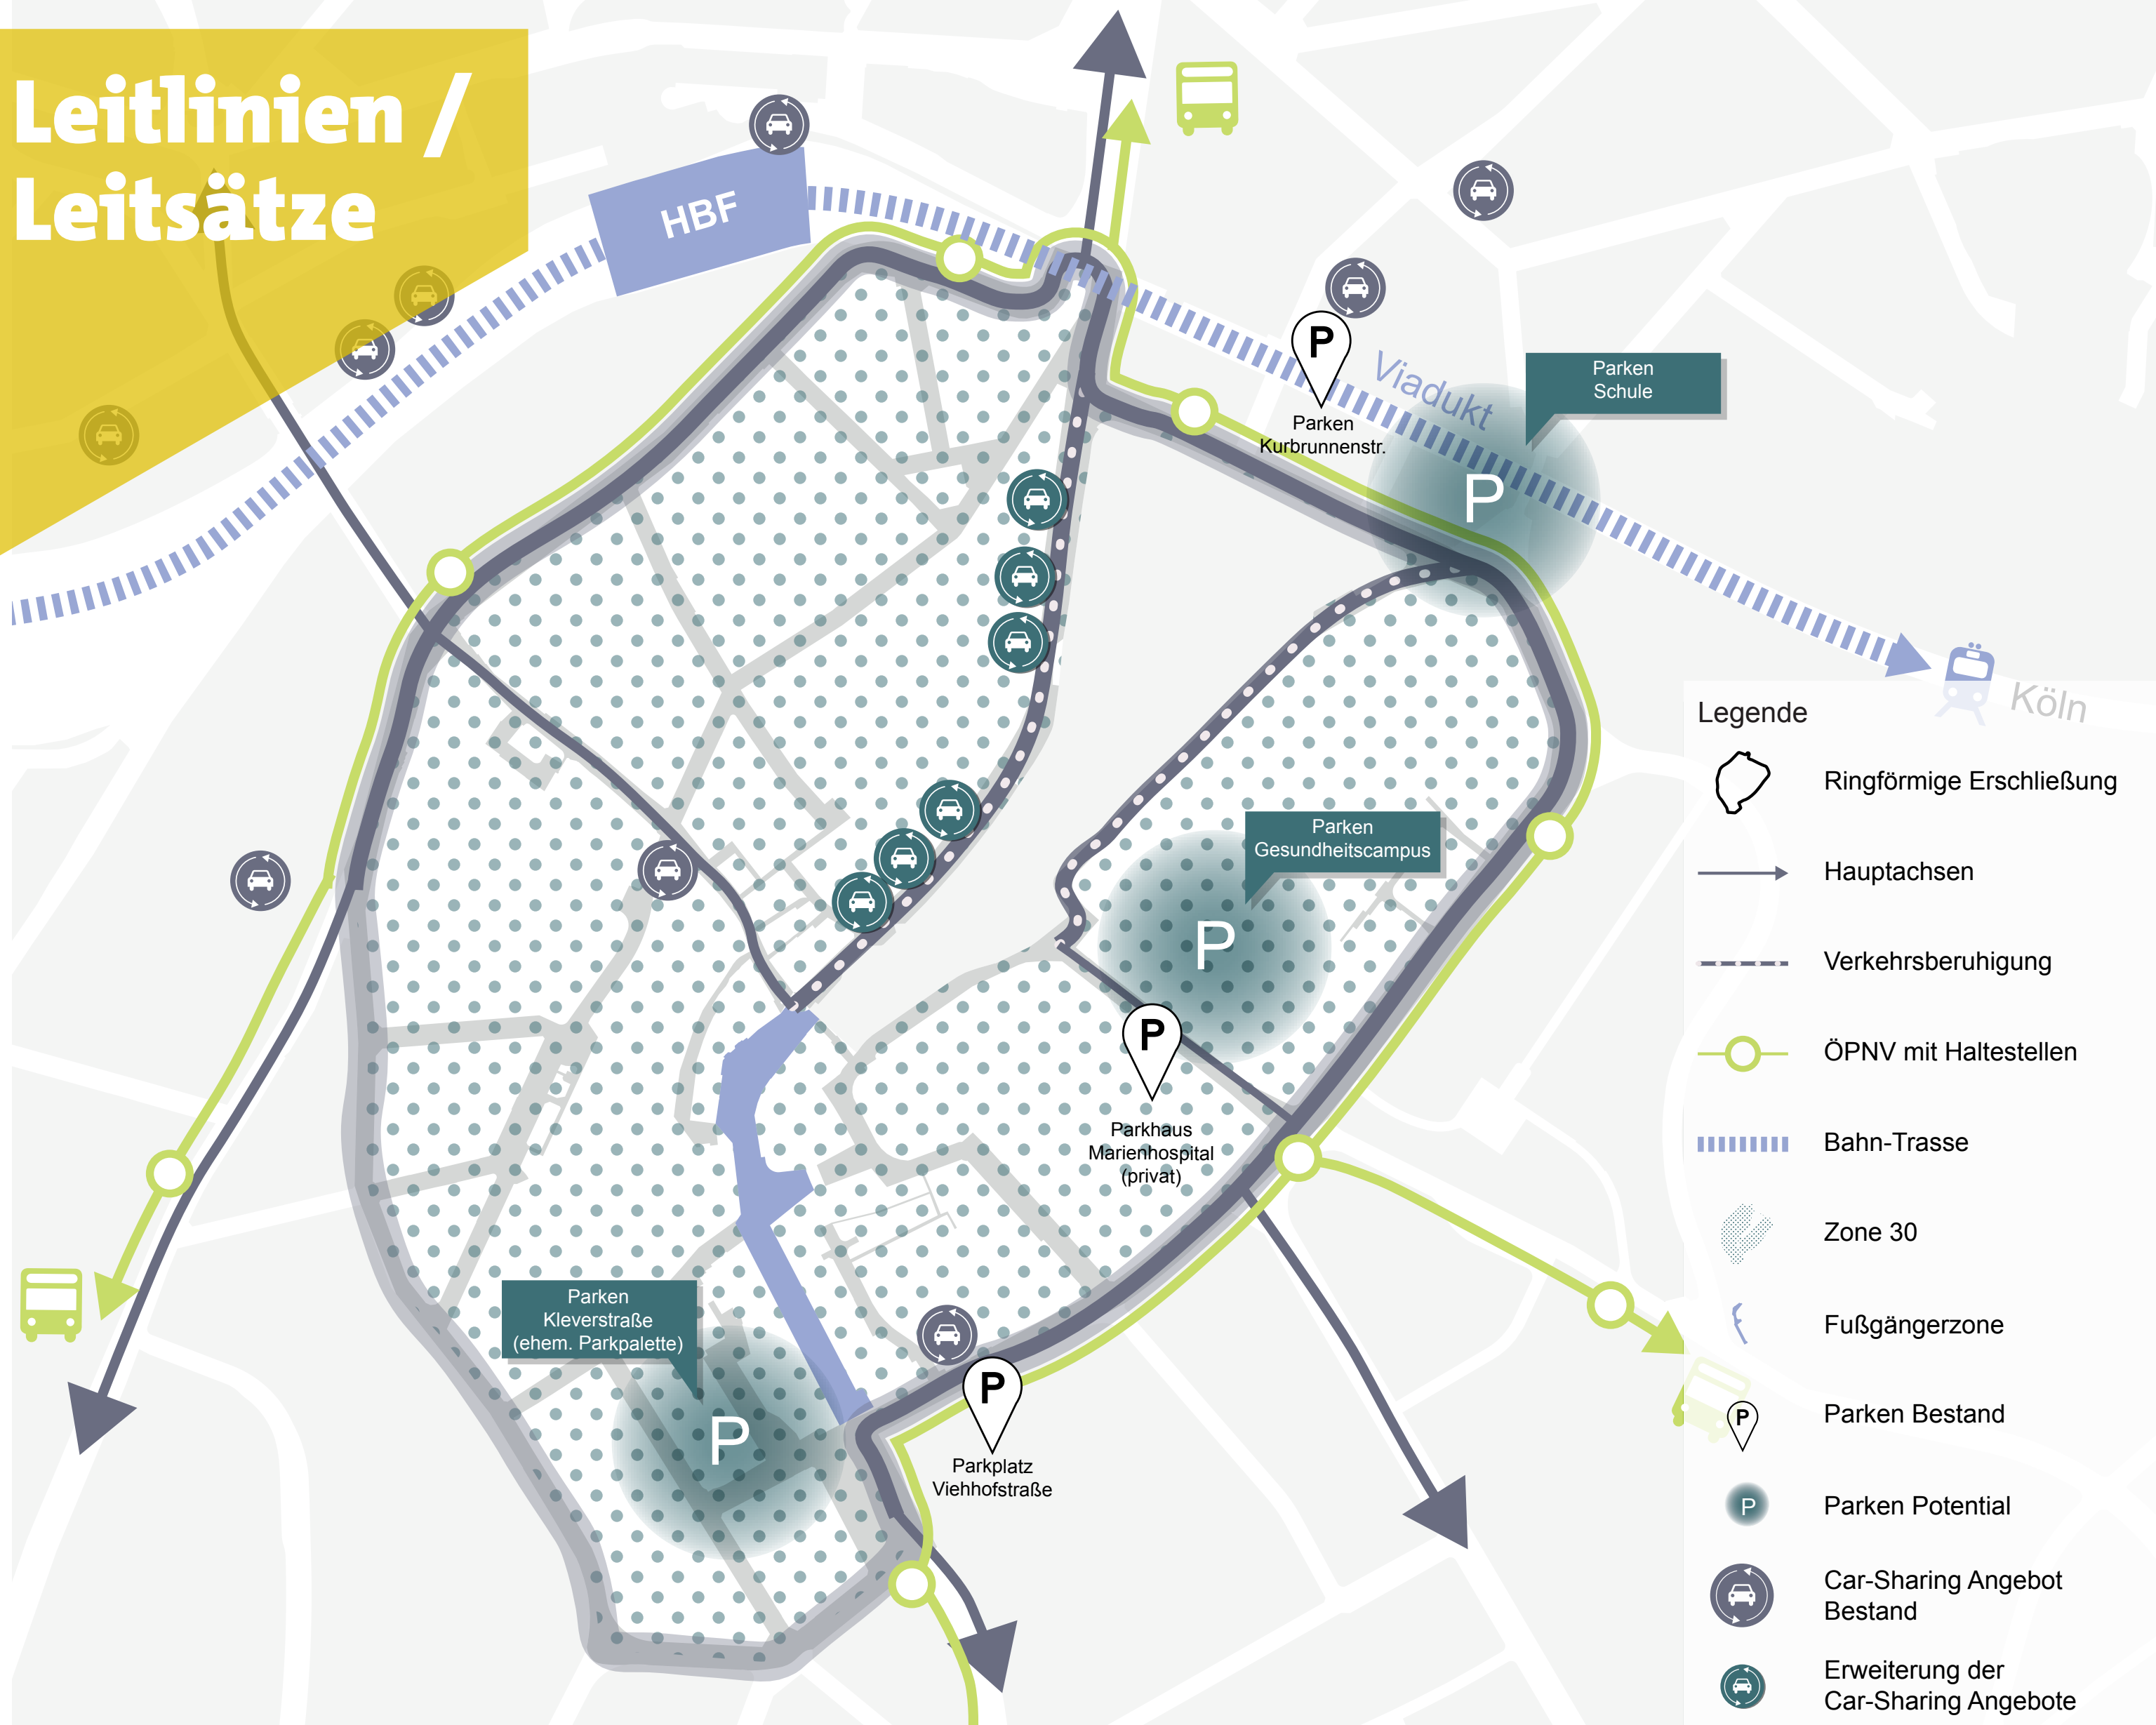 Leitlinien /
Leitsätze
HBF
Viadukt
P
Parken
Kurbrunnenstr.
Parken
Schule
P
Köln
Parken
Gesundheitscampus
P
P
Parkhaus
Marienhospital
(privat)
Parken
Kleverstraße
(ehem. Parkpalette)
P
P
Parkplatz
Viehhofstraße
Legende
Ringförmige Erschließung
Hauptachsen
Verkehrsberuhigung
ÖPNV mit Haltestellen
Bahn-Trasse
Zone 30
Fußgängerzone
P
Parken Bestand
P
Parken Potential
Car-Sharing Angebot
Bestand
Erweiterung der
Car-Sharing Angebote